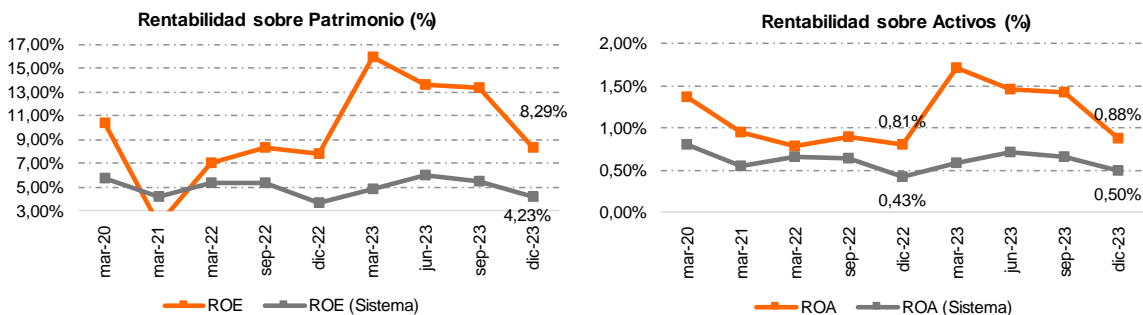 Rentabilidad sobre Patrimonio (%)
17,00%
15,00%
13,00%
11,00%
9,00%
7,00%
5,00%
3,00%
8,29%
4,23%
mar-20
mar-21
mar-22
sep-22
dic-22
mar-23
jun-23
sep-23
dic-23
ROE
ROE (Sistema)
Rentabilidad sobre Activos (%)
2,00%
1,50%
1,00%
0,50%
0,00%
0,81%
0,88%
0,43%
0,50%
mar-20
mar-21
mar-22
sep-22
dic-22
mar-23
jun-23
sep-23
dic-23
ROA
ROA (Sistema)